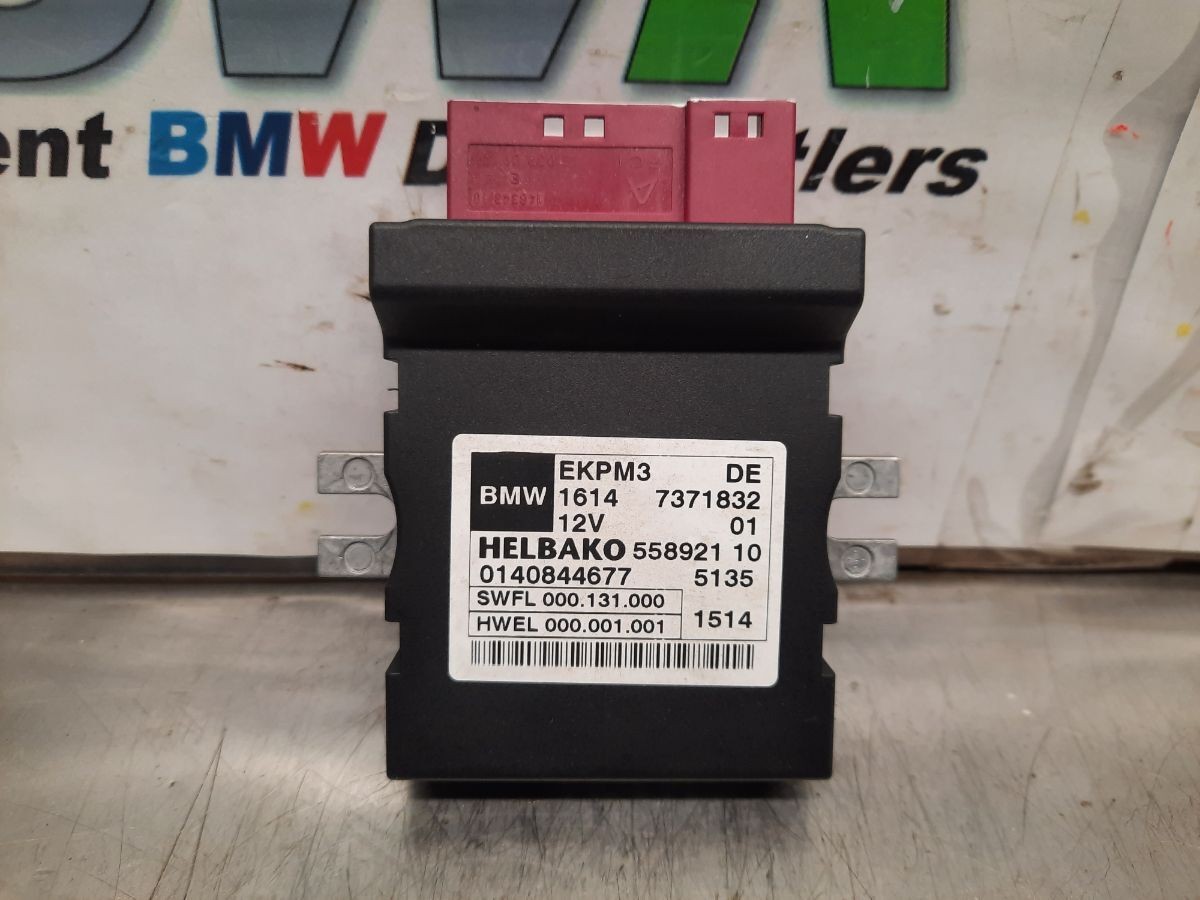 ent BMW D tlers
BMW
EKPM3 DE
1614 7371832
12V 01
HELBAKO 558921 10
0140844677 5135
SWFL 000.131.000
HWEL 000.001.001
1514